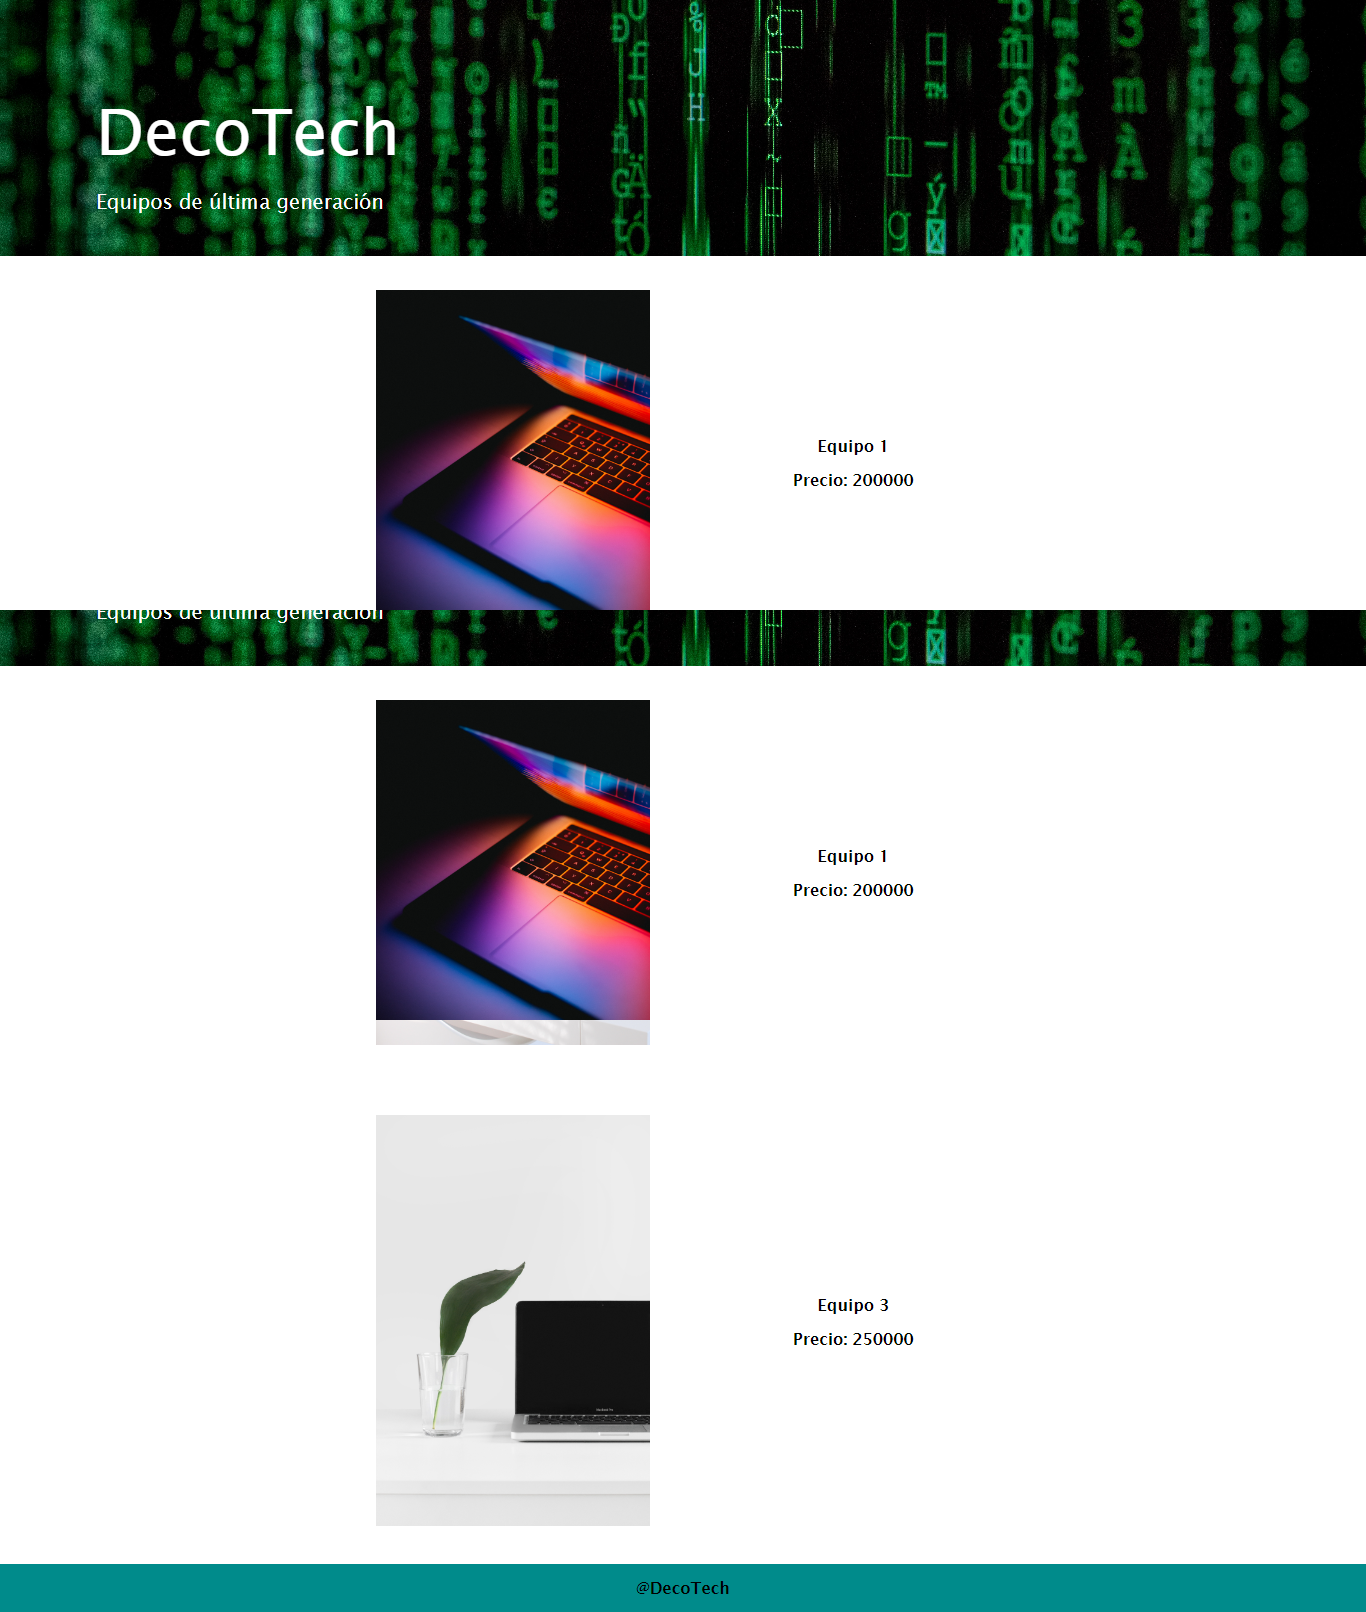 DecoTech
Equipos de última generación
Equipo 1
Precio: 200000
Equipos de última generación
Equipo 1
Precio: 200000
Equipo 3
Precio: 250000
@DecoTech